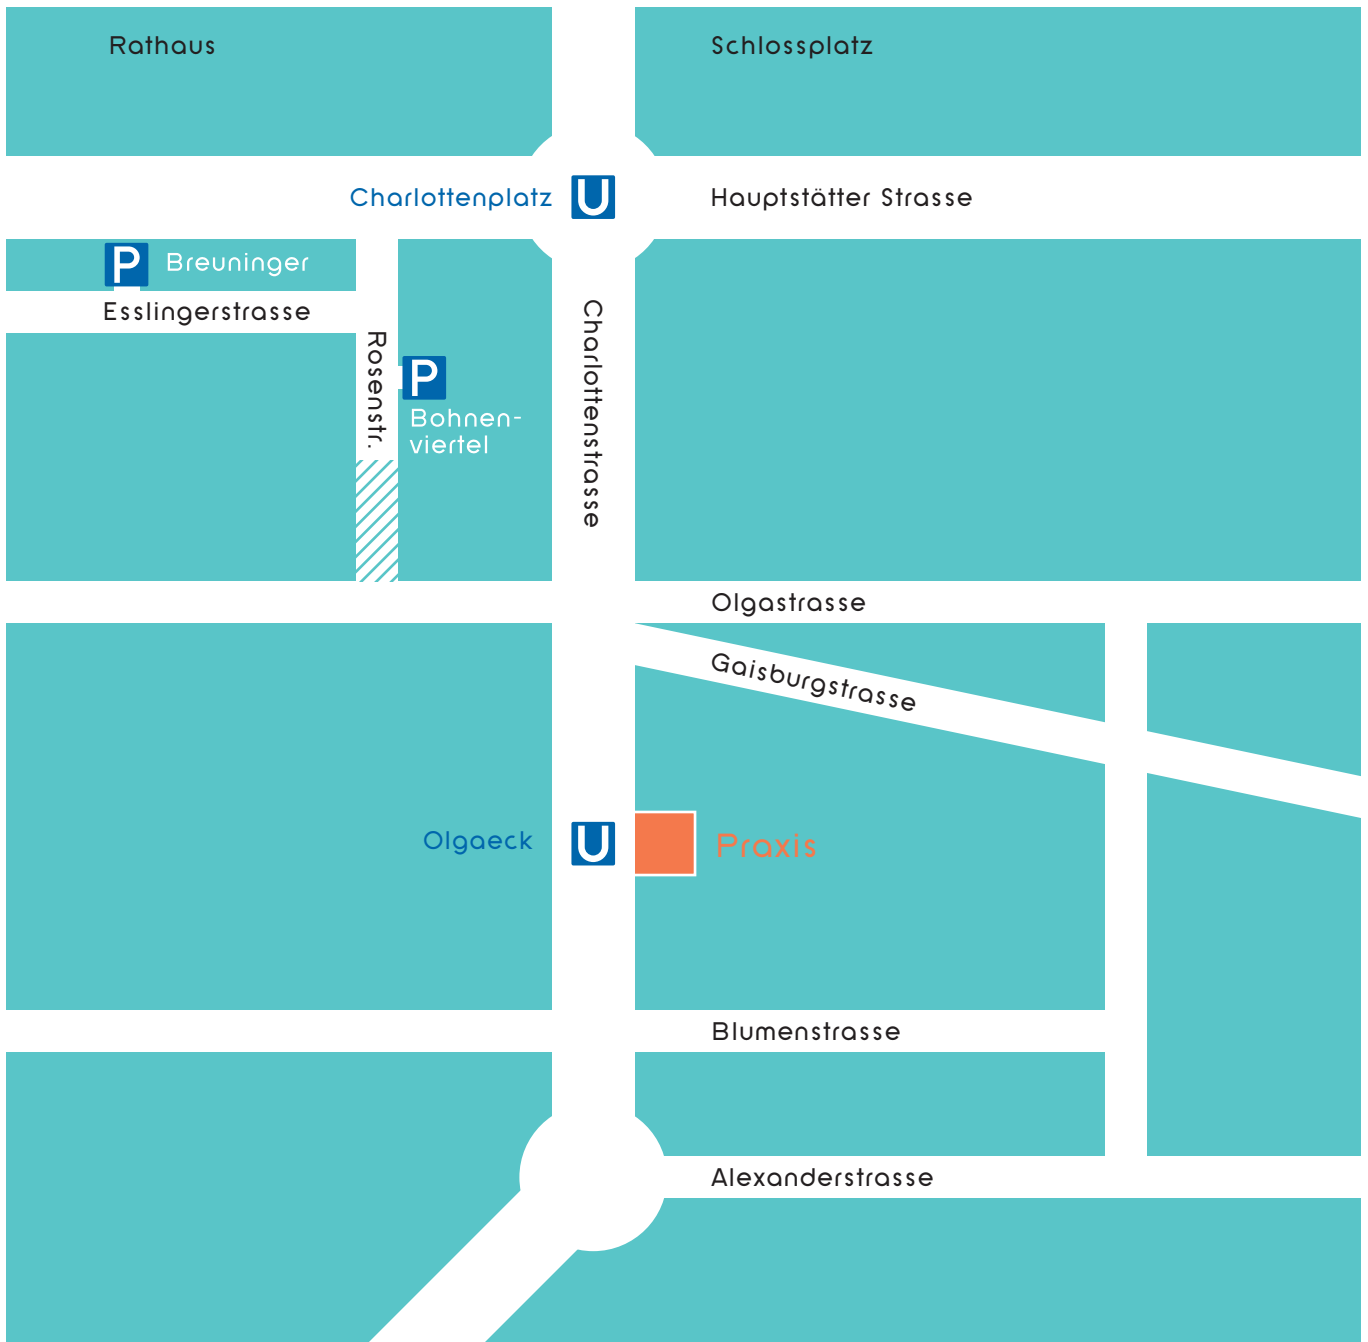 Rathaus
Schlossplatz
Charlottenplatz
U
Hauptstätter Strasse
P
Breuninger
Esslingerstrasse
Rosenstr.
P
Bohnen-
viertel
Charlottenstrasse
Olgastrasse
Gaisburgstrasse
Olgaeck
U
Praxis
Blumenstrasse
Alexanderstrasse